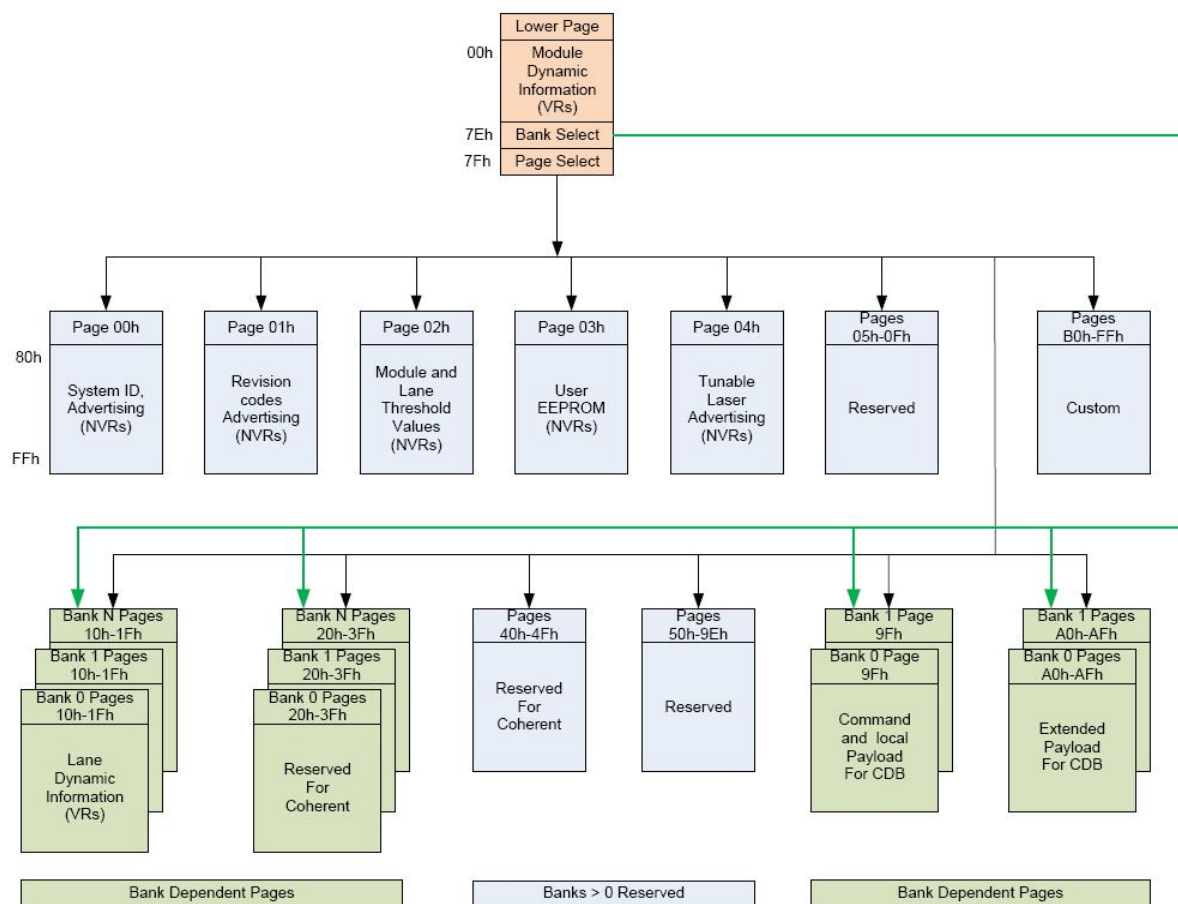 Lower Page
00h
Module
Dynamic
Information
(VRs)
7Eh
Bank Select
7Fh
Page Select
Page 00h
80h
System ID,
Advertising
(NVRs)
FFh
Page 01h
Revision
codes
Advertising
(NVRs)
Page 02h
Module and
Lane
Threshold
Values
(NVRs)
Page 03h
User
EEPROM
(NVRs)
Page 04h
Tunable
Laser
Advertising
(NVRs)
Pages
05h-0Fh
Reserved
Pages
B0h-FFh
Custom
Bank N Pages
10h-1Fh
Bank 1 Pages
10h-1Fh
Bank 0 Pages
10h-1Fh
Lane
Dynamic
Information
(VRs)
Bank N Pages
20h-3Fh
Bank 1 Pages
20h-3Fh
Bank 0 Pages
20h-3Fh
Reserved
For
Coherent
Pages
40h-4Fh
Reserved
For
Coherent
Pages
50h-9Eh
Reserved
Bank 1 Page
9Fh
Bank 0 Page
9Fh
Command
and local
Payload
For CDB
Bank 1 Pages
A0h-AFh
Bank 0 Pages
A0h-AFh
Extended
Payload
For CDB
Bank Dependent Pages
Banks > 0 Reserved
Bank Dependent Pages